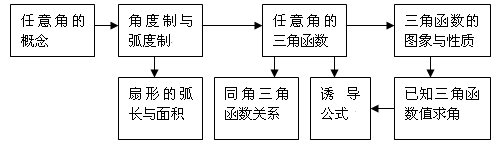 任意角的
概念
角度制与
弧度制
任意角的
三角函数
三角函数的
图象与性质
扇形的弧
长与面积
同角三角
函数关系
诱导
公式
已知三角函
数值求角